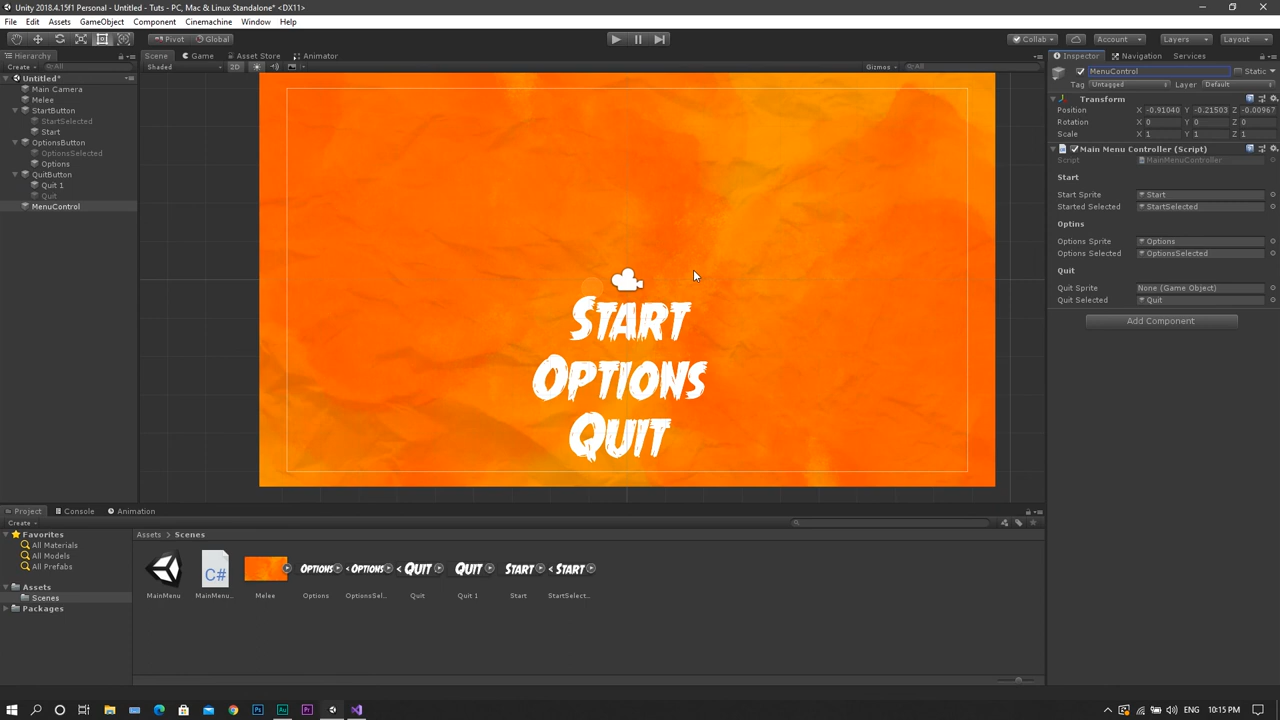 Unity 2018.4.15f1 Personal - Untitled - Tuts - PC, Mac & Linux Standalone* <DX11>
File Edit Assets GameObject Component Cinemachine Window Help
Pivot Global Collab Account Layers Layout
Hierarchy Scene Game Asset Store Animator Inspector Navigation Services
Create All Shaded 2D Gizmos All
MenuControl Static
Untitled*
Main Camera
Melee
StartButton
StartSelected
Start
OptionsButton
OptionsSelected
Options
QuitButton
Quit 1
Quit
MenuControl
Tag Untagged Layer Default
Transform
Position X -0.91040 Y -0.21503 Z -0.00967
Rotation X 0 Y 0 Z 0
Scale X 1 Y 1 Z 1
Main Menu Controller (Script)
Script MainMenuController
Start
Start Sprite Start
Started Selected StartSelected
Optins
Options Sprite Options
Options Selected OptionsSelected
Quit
Quit Sprite None (Game Object)
Quit Selected Quit
Add Component
START
OPTIONS
QUIT
Project Console Animation
Create
Favorites
All Materials
All Models
All Prefabs
Assets
Scenes
Packages
Assets Scenes
C# OPTIONS < OPTIONS < QUIT QUIT START < START
MainMenu MainMenu... Melee Options OptionsSel... Quit Quit 1 Start StartSelect...
10:15 PM